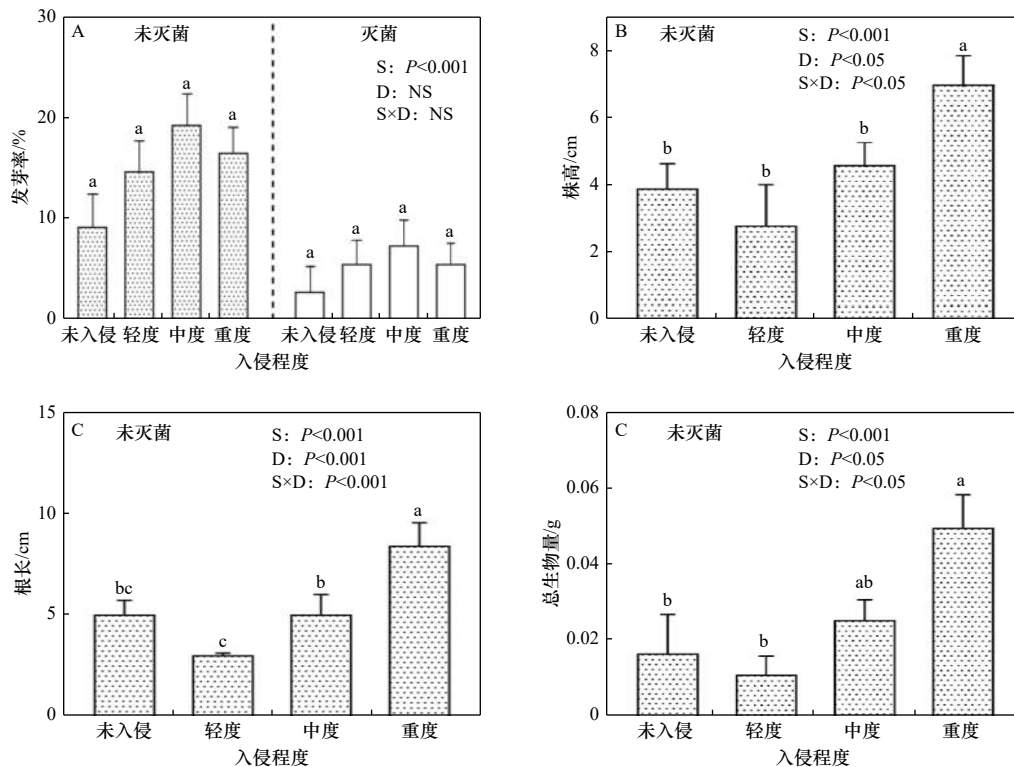 A 未灭菌 灭菌
S：P<0.001
D：NS
S×D：NS
30
20
10
0
发芽率/%
a a a a a a a a
未入侵 轻度 中度 重度 未入侵 轻度 中度 重度
入侵程度
B 未灭菌
S：P<0.001
D：P<0.05
S×D：P<0.05
8
6
4
2
0
株高/cm
b b b a
未入侵 轻度 中度 重度
入侵程度
C 未灭菌
S：P<0.001
D：P<0.001
S×D：P<0.001
15
10
5
0
根长/cm
bc c b a
未入侵 轻度 中度 重度
入侵程度
C 未灭菌
S：P<0.001
D：P<0.05
S×D：P<0.05
0.08
0.06
0.04
0.02
0
总生物量/g
b b ab a
未入侵 轻度 中度 重度
入侵程度